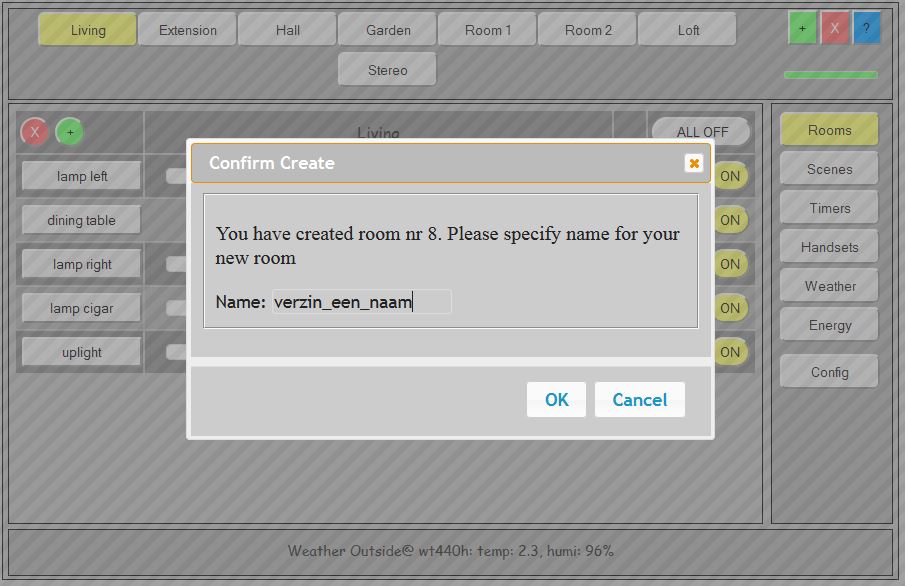 Living Extension Hall Garden Room 1 Room 2 Loft + X ?
Stereo
X + Living ALL OFF
lamp left ON
dining table ON
lamp right ON
lamp cigar ON
uplight ON
Confirm Create
You have created room nr 8. Please specify name for your
new room
Name: verzin_een_naam
OK Cancel
Rooms
Scenes
Timers
Handsets
Weather
Energy
Config
Weather Outside@ wt440h: temp: 2.3, humi: 96%